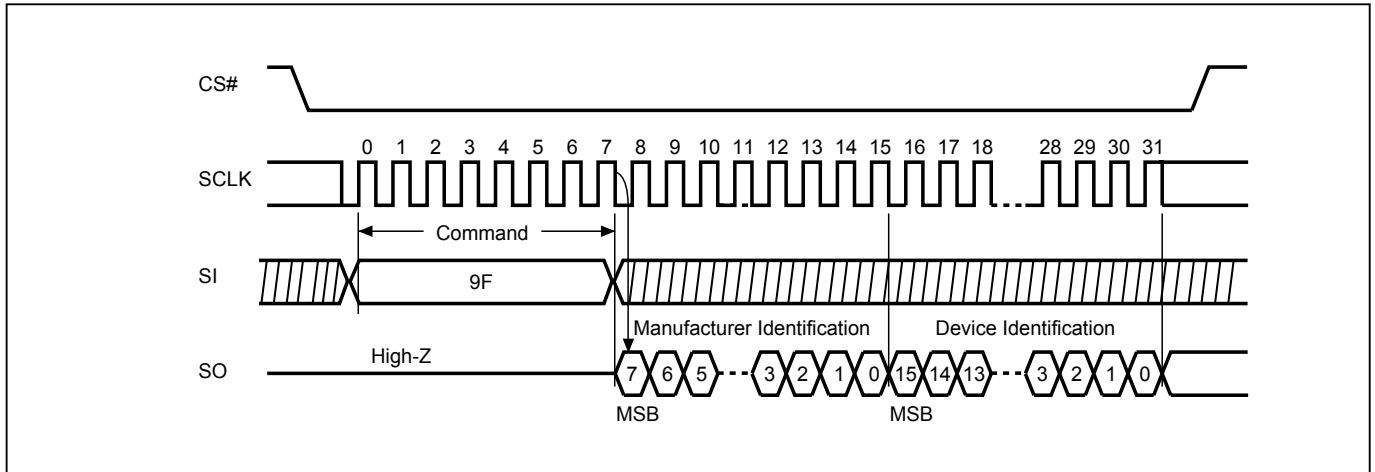 CS#
0 1 2 3 4 5 6 7 8 9 10 11 12 13 14 15 16 17 18 28 29 30 31
SCLK
Command
SI
9F
Manufacturer Identification Device Identification
High-Z
SO
7 6 5 3 2 1 0 15 14 13 3 2 1 0
MSB MSB